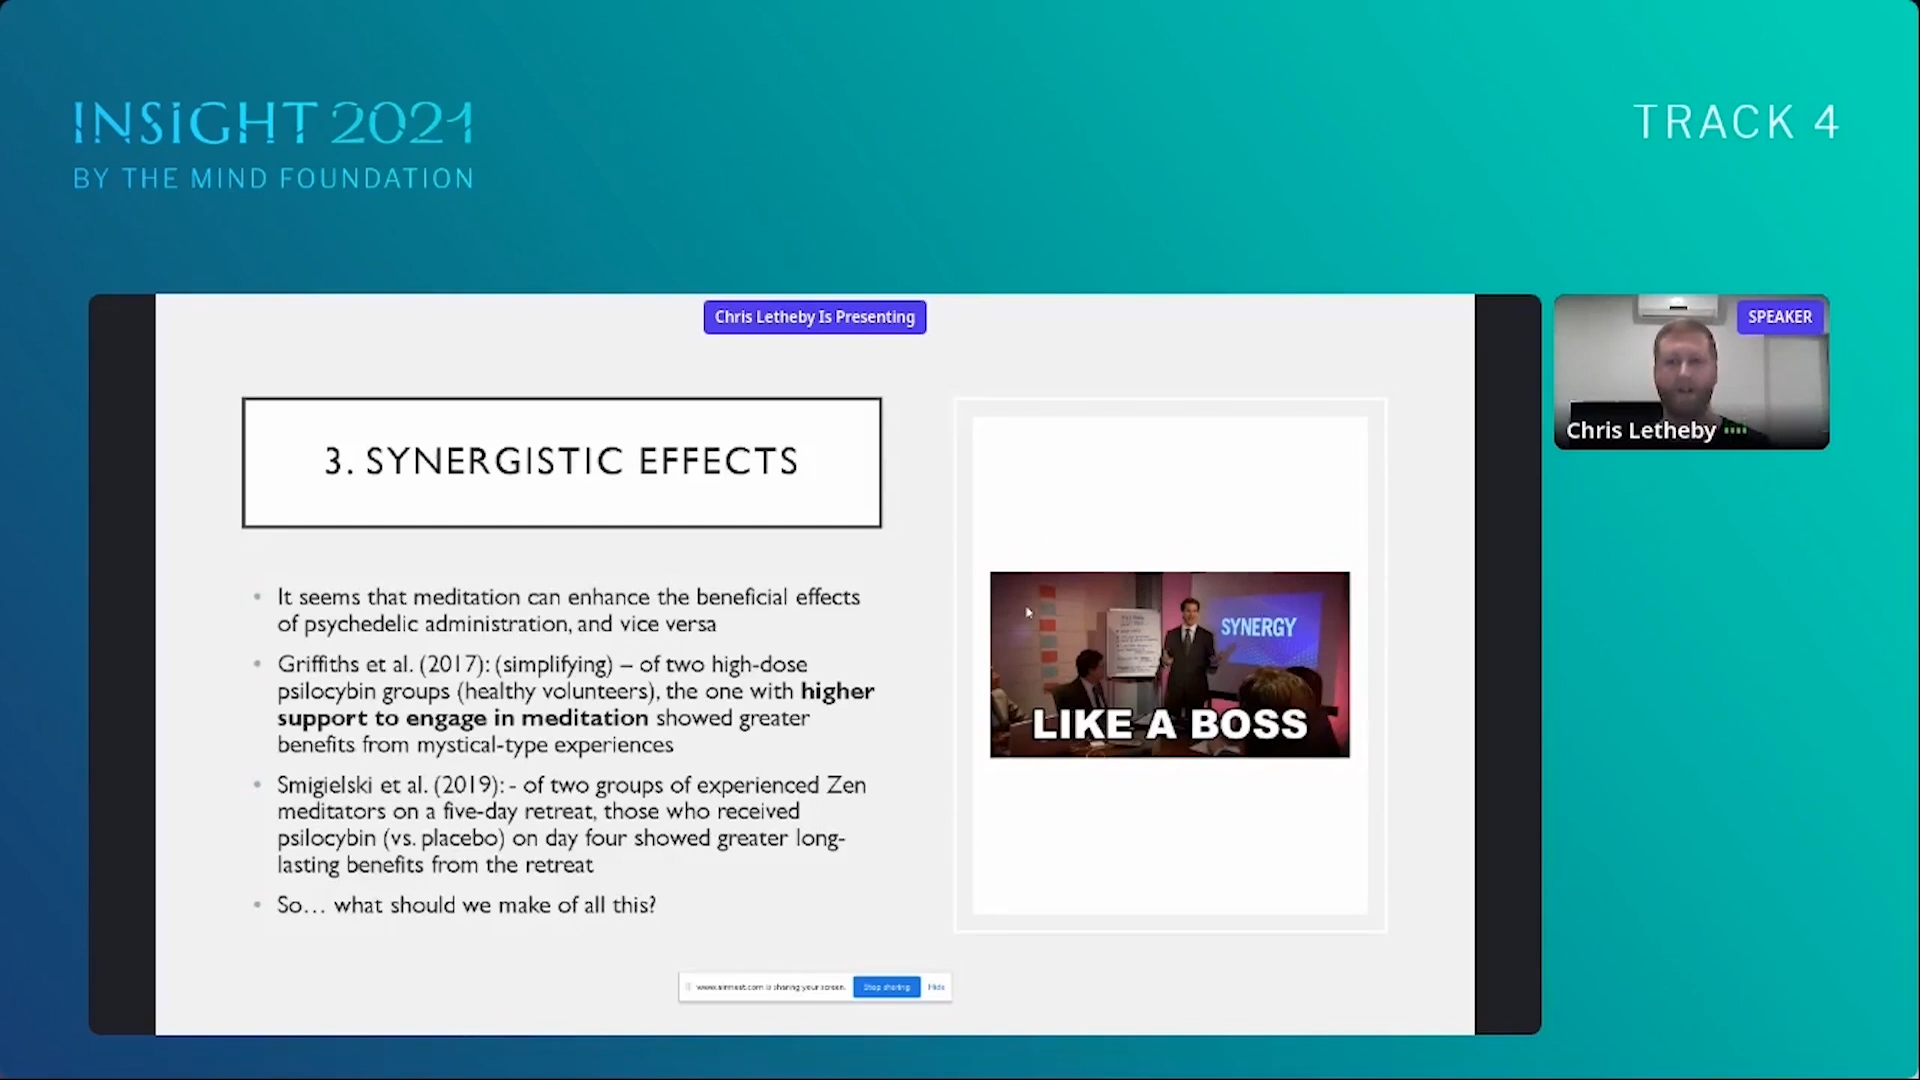 INSiGHT 2021
BY THE MIND FOUNDATION
TRACK 4
Chris Letheby Is Presenting
SPEAKER
Chris Letheby
3. SYNERGISTIC EFFECTS
• It seems that meditation can enhance the beneficial effects
of psychedelic administration, and vice versa
• Griffiths et al. (2017): (simplifying) – of two high-dose
psilocybin groups (healthy volunteers), the one with higher
support to engage in meditation showed greater
benefits from mystical-type experiences
• Smigielski et al. (2019): - of two groups of experienced Zen
meditators on a five-day retreat, those who received
psilocybin (vs. placebo) on day four showed greater long-
lasting benefits from the retreat
• So… what should we make of all this?
SYNERGY
LIKE A BOSS
is sharing your screen.
Stop sharing
Hide